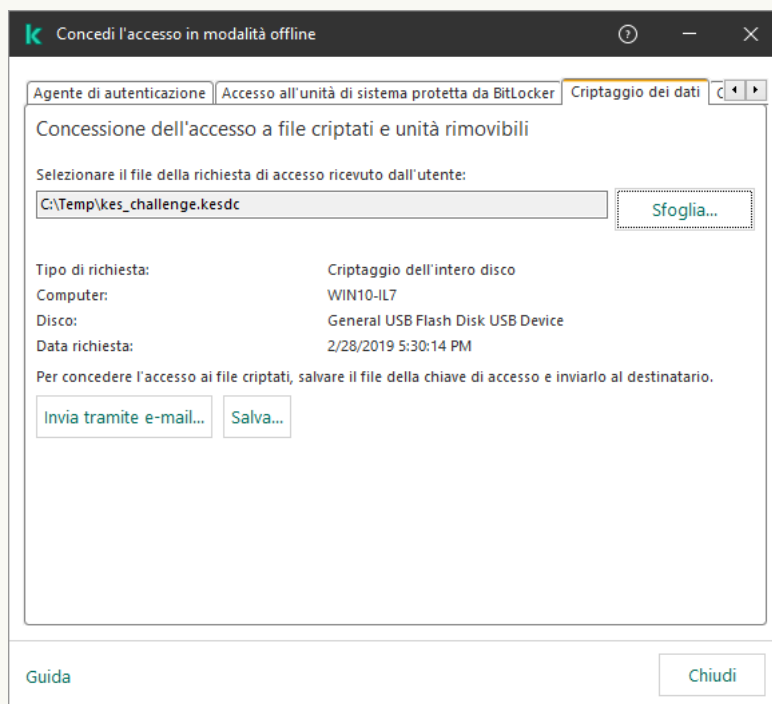 Concedi l'accesso in modalità offline
Agente di autenticazione Accesso all'unità di sistema protetta da BitLocker Criptaggio dei dati
Concessione dell'accesso a file criptati e unità rimovibili
Selezionare il file della richiesta di accesso ricevuto dall'utente:
C:\Temp\kes_challenge.kesdc Sfoglia...
Tipo di richiesta: Criptaggio dell'intero disco
Computer: WIN10-IL7
Disco: General USB Flash Disk USB Device
Data richiesta: 2/28/2019 5:30:14 PM
Per concedere l'accesso ai file criptati, salvare il file della chiave di accesso e inviarlo al destinatario.
Invia tramite e-mail... Salva...
Guida Chiudi